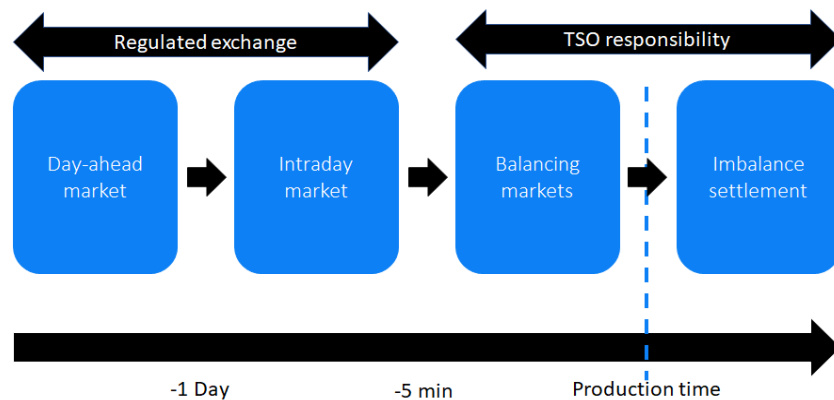 Regulated exchange
TSO responsibility
Day-ahead
market
Intraday
market
Balancing
markets
Imbalance
settlement
-1 Day
-5 min
Production time